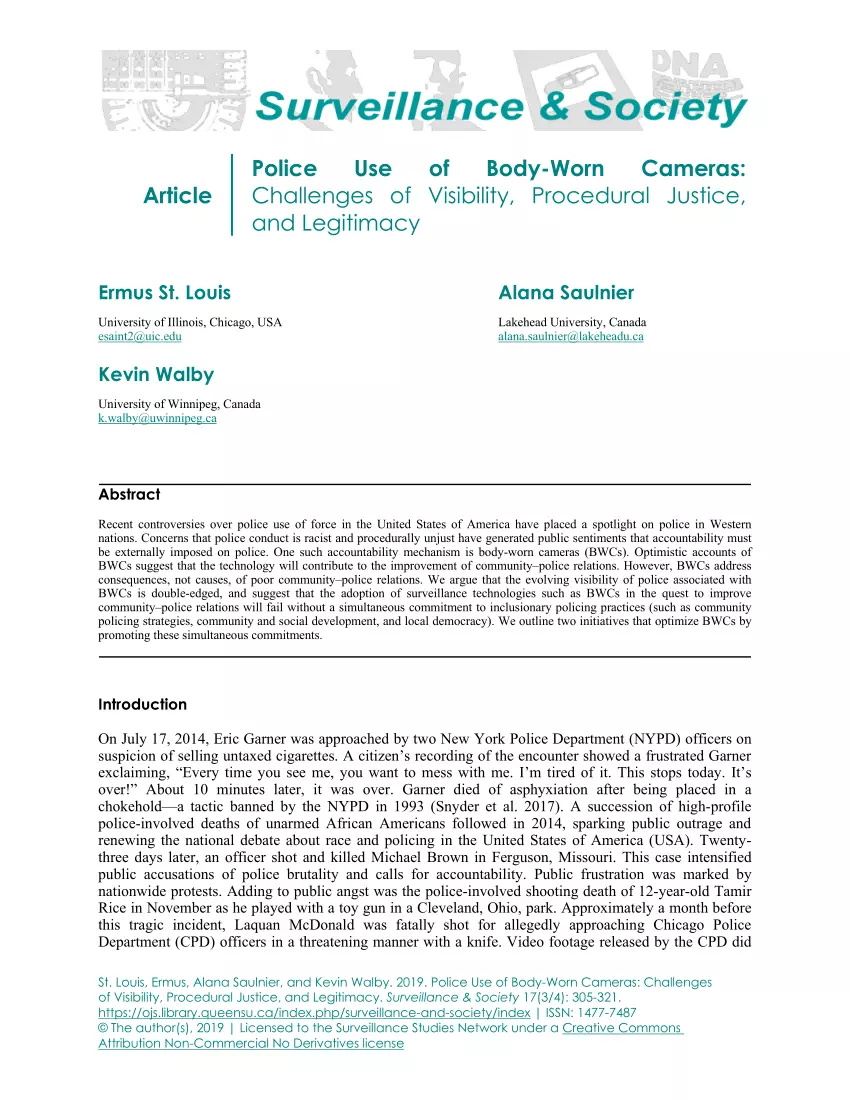 DNA
Surveillance & Society
Article
Police Use of Body-Worn Cameras:
Challenges of Visibility, Procedural Justice,
and Legitimacy
Ermus St. Louis
University of Illinois, Chicago, USA
esaint2@uic.edu
Alana Saulnier
Lakehead University, Canada
alana.saulnier@lakeheadu.ca
Kevin Walby
University of Winnipeg, Canada
k.walby@uwinnipeg.ca
Abstract
Recent controversies over police use of force in the United States of America have placed a spotlight on police in Western
nations. Concerns that police conduct is racist and procedurally unjust have generated public sentiments that accountability must
be externally imposed on police. One such accountability mechanism is body-worn cameras (BWCs). Optimistic accounts of
BWCs suggest that the technology will contribute to the improvement of community–police relations. However, BWCs address
consequences, not causes, of poor community–police relations. We argue that the evolving visibility of police associated with
BWCs is double-edged, and suggest that the adoption of surveillance technologies such as BWCs in the quest to improve
community–police relations will fail without a simultaneous commitment to inclusionary policing practices (such as community
policing strategies, community and social development, and local democracy). We outline two initiatives that optimize BWCs by
promoting these simultaneous commitments.
Introduction
On July 17, 2014, Eric Garner was approached by two New York Police Department (NYPD) officers on
suspicion of selling untaxed cigarettes. A citizen's recording of the encounter showed a frustrated Garner
exclaiming, "Every time you see me, you want to mess with me. I'm tired of it. This stops today. It's
over!" About 10 minutes later, it was over. Garner died of asphyxiation after being placed in a
chokehold—a tactic banned by the NYPD in 1993 (Snyder et al. 2017). A succession of high-profile
police-involved deaths of unarmed African Americans followed in 2014, sparking public outrage and
renewing the national debate about race and policing in the United States of America (USA). Twenty-
three days later, an officer shot and killed Michael Brown in Ferguson, Missouri. This case intensified
public accusations of police brutality and calls for accountability. Public frustration was marked by
nationwide protests. Adding to public angst was the police-involved shooting death of 12-year-old Tamir
Rice in November as he played with a toy gun in a Cleveland, Ohio, park. Approximately a month before
this tragic incident, Laquan McDonald was fatally shot for allegedly approaching Chicago Police
Department (CPD) officers in a threatening manner with a knife. Video footage released by the CPD did
St. Louis, Ermus, Alana Saulnier, and Kevin Walby. 2019. Police Use of Body-Worn Cameras: Challenges
of Visibility, Procedural Justice, and Legitimacy. Surveillance & Society 17(3/4): 305-321.
https://ojs.library.queensu.ca/index.php/surveillance-and-society/index | ISSN: 1477-7487
© The author(s), 2019 | Licensed to the Surveillance Studies Network under a Creative Commons
Attribution Non-Commercial No Derivatives license